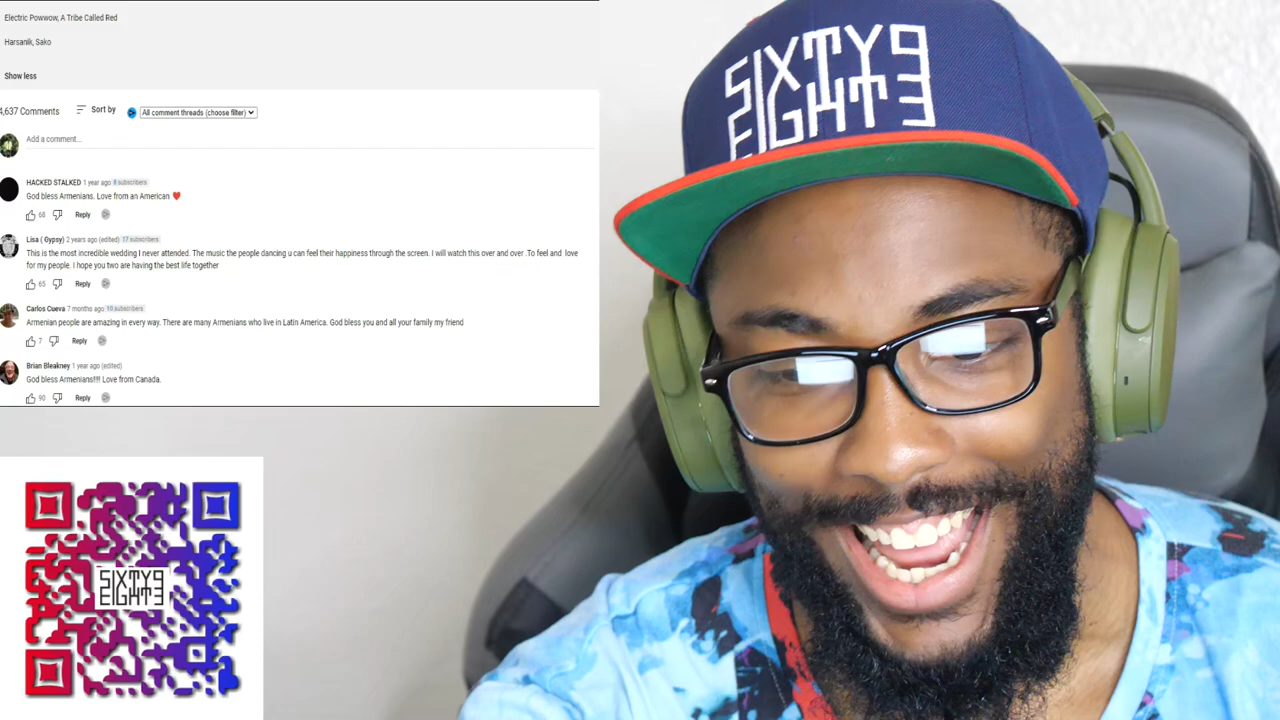 Electric Powwow, A Tribe Called Red
Harsanik, Sako
Show less
4,637 Comments
Sort by
All comment threads (choose filter)
Add a comment...
HACKED STALKED 1 year ago 8 subscribers
God bless Armenians. Love from an American ❤️
68 Reply
Lisa ( Gypsy) 2 years ago (edited) 17 subscribers
This is the most incredible wedding I never attended. The music the people dancing u can feel their happiness through the screen. I will watch this over and over .To feel and love
for my people. I hope you two are having the best life together
65 Reply
Carlos Cueva 7 months ago 10 subscribers
Armenian people are amazing in every way. There are many Armenians who live in Latin America. God bless you and all your family my friend
7 Reply
Brian Bleakney 1 year ago (edited)
God bless Armenians!!!! Love from Canada.
90 Reply
SIXTY9
EIGHT3
SIXTY9
EIGHT3